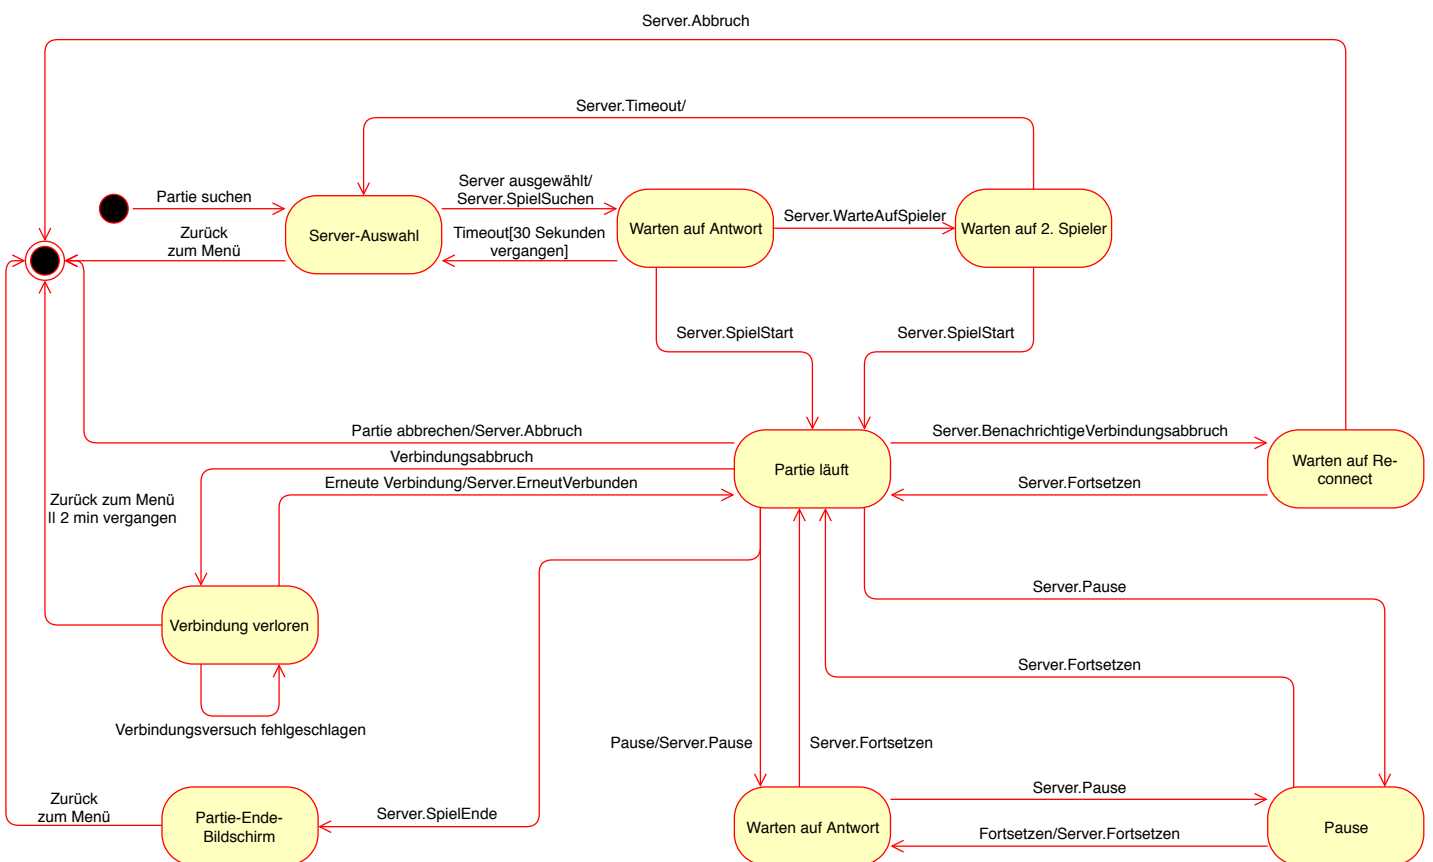 Server.Abbruch
Server.Timeout/
Partie suchen
Server ausgewählt/
Server.SpielSuchen
Server-Auswahl
Warten auf Antwort
Server.WarteAufSpieler
Warten auf 2. Spieler
Zurück
zum Menü
Timeout[30 Sekunden
vergangen]
Server.SpielStart
Server.SpielStart
Partie abbrechen/Server.Abbruch
Server.BenachrichtigeVerbindungsabbruch
Verbindungsabbruch
Partie läuft
Warten auf Re-
connect
Erneute Verbindung/Server.ErneutVerbunden
Server.Fortsetzen
Zurück zum Menü
II 2 min vergangen
Server.Pause
Verbindung verloren
Server.Fortsetzen
Verbindungsversuch fehlgeschlagen
Pause/Server.Pause
Server.Fortsetzen
Zurück
zum Menü
Partie-Ende-
Bildschirm
Server.SpielEnde
Warten auf Antwort
Server.Pause
Fortsetzen/Server.Fortsetzen
Pause